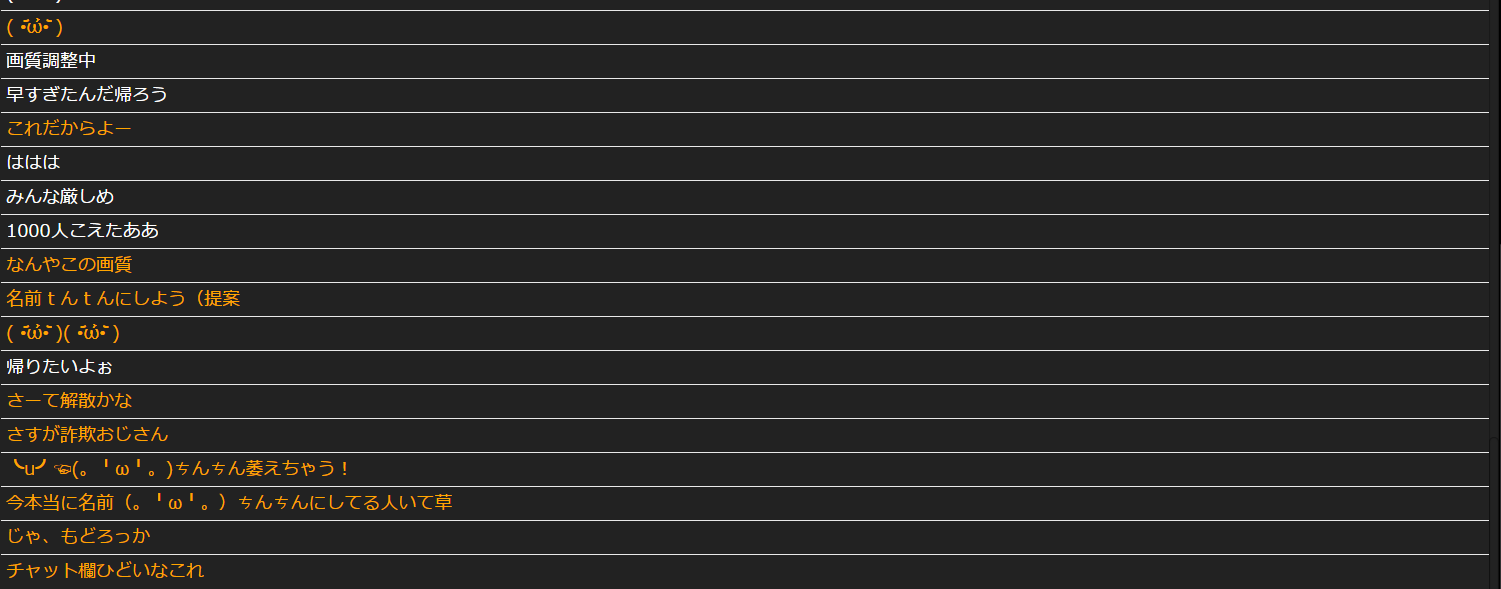 ( •̄ω•̄ )
画質調整中
早すぎたんだ帰ろう
これだからよー
ははは
みんな厳しめ
1000人こえたああ
なんやこの画質
名前ｔんｔんにしよう（提案
( •̄ω•̄ )( •̄ω•̄ )
帰りたいよぉ
さーて解散かな
さすが詐欺おじさん
╰u╯☜(。╹ω╹。)ㄘんㄘん萎えちゃう！
今本当に名前（。╹ω╹。）ㄘんㄘんにしてる人いて草
じゃ、もどろっか
チャット欄ひどいなこれ